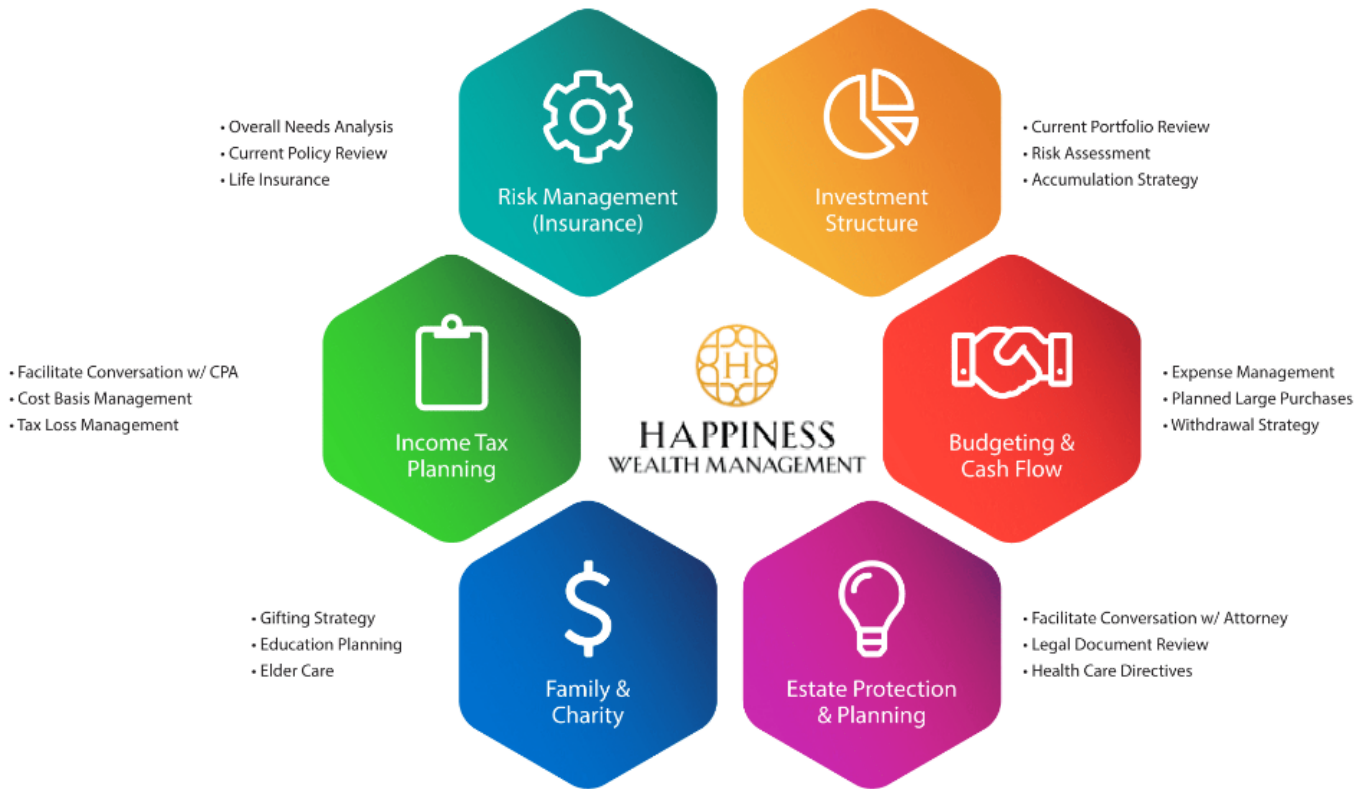 • Overall Needs Analysis
• Current Policy Review
• Life Insurance
Risk Management
(Insurance)
Investment
Structure
• Current Portfolio Review
• Risk Assessment
• Accumulation Strategy
• Facilitate Conversation w/ CPA
• Cost Basis Management
• Tax Loss Management
Income Tax
Planning
H
HAPPINESS
WEALTH MANAGEMENT
Budgeting &
Cash Flow
• Expense Management
• Planned Large Purchases
• Withdrawal Strategy
• Gifting Strategy
• Education Planning
• Elder Care
$
Family &
Charity
Estate Protection
& Planning
• Facilitate Conversation w/ Attorney
• Legal Document Review
• Health Care Directives